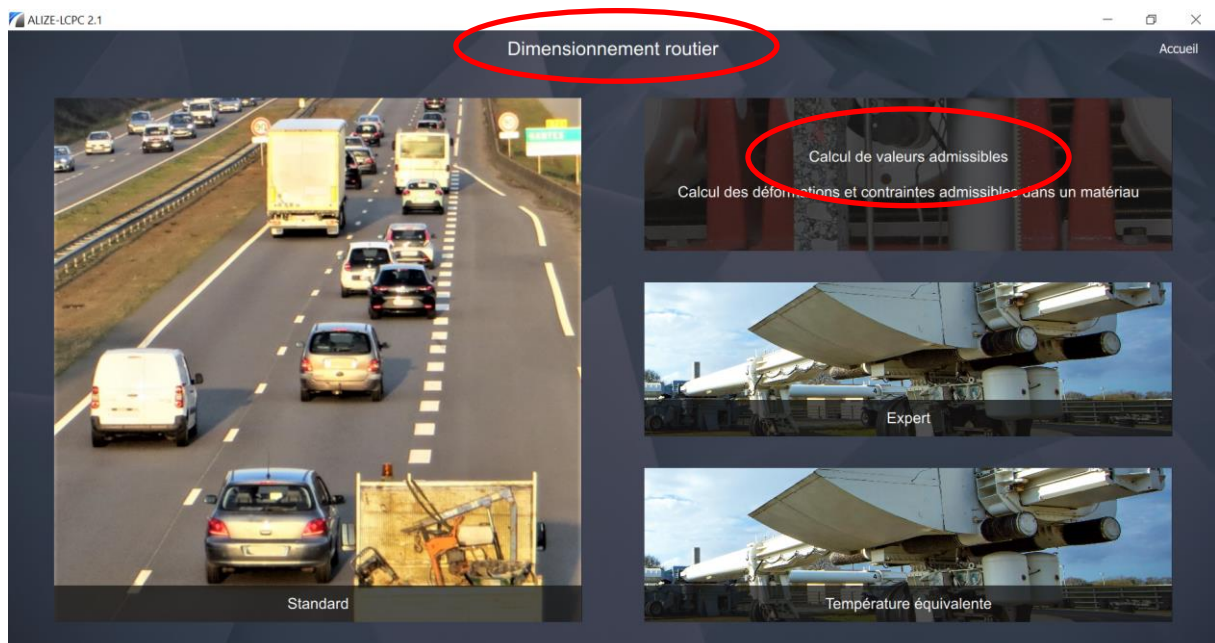 ALIZE-LCPC 2.1
Dimensionnement routier
Accueil
Calcul de valeurs admissibles
Calcul des déformations et contraintes admissibles dans un matériau
Expert
Standard
Température équivalente